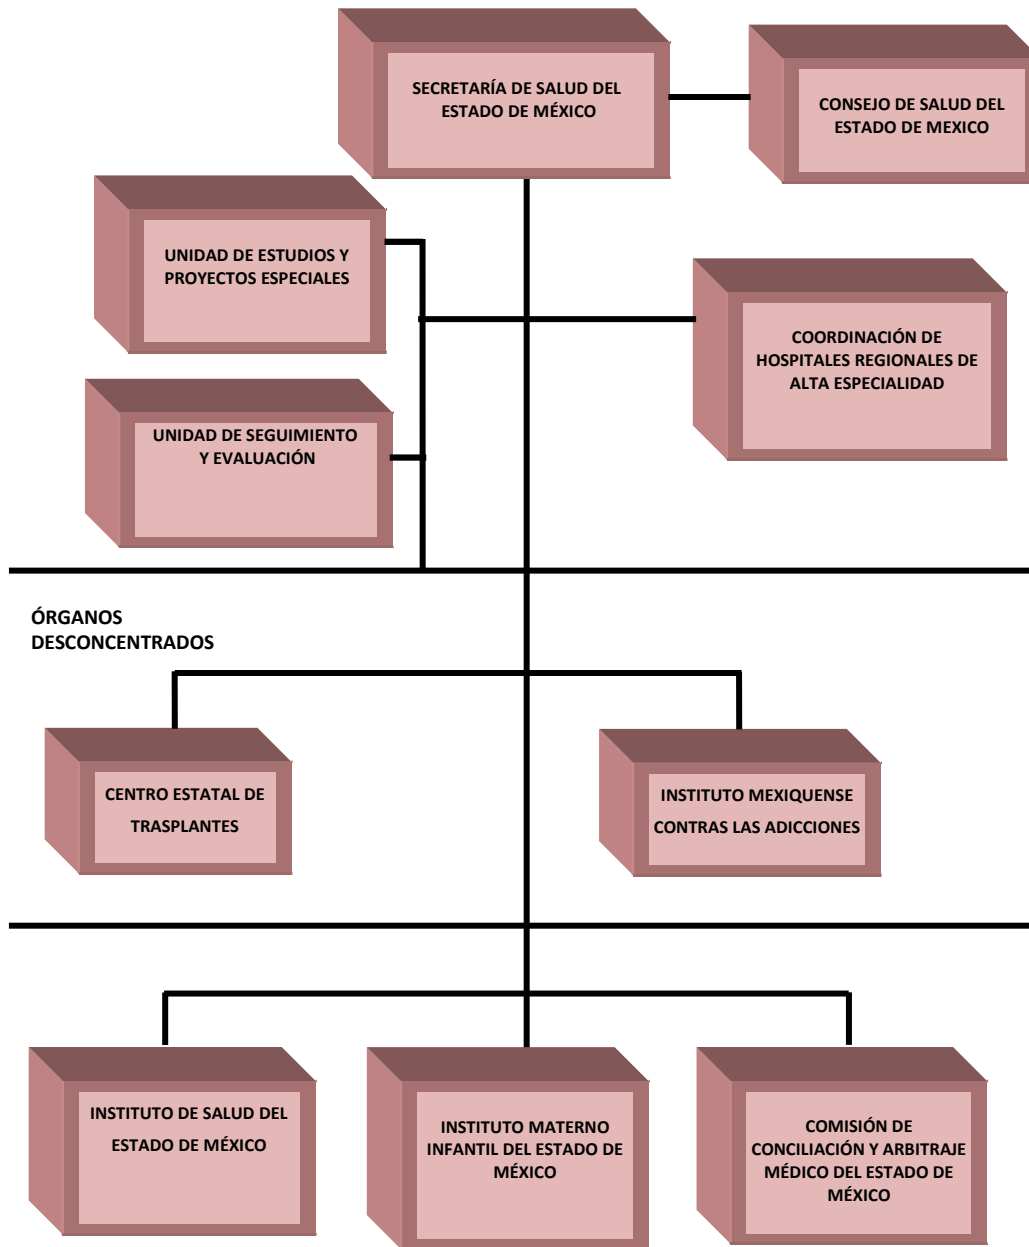 SECRETARÍA DE SALUD DEL
ESTADO DE MÉXICO
CONSEJO DE SALUD DEL
ESTADO DE MEXICO
UNIDAD DE ESTUDIOS Y
PROYECTOS ESPECIALES
COORDINACIÓN DE
HOSPITALES REGIONALES DE
ALTA ESPECIALIDAD
UNIDAD DE SEGUIMIENTO
Y EVALUACIÓN
ÓRGANOS
DESCONCENTRADOS
CENTRO ESTATAL DE
TRASPLANTES
INSTITUTO MEXIQUENSE
CONTRAS LAS ADICCIONES
INSTITUTO DE SALUD DEL
ESTADO DE MÉXICO
INSTITUTO MATERNO
INFANTIL DEL ESTADO DE
MÉXICO
COMISIÓN DE
CONCILIACIÓN Y ARBITRAJE
MÉDICO DEL ESTADO DE
MÉXICO